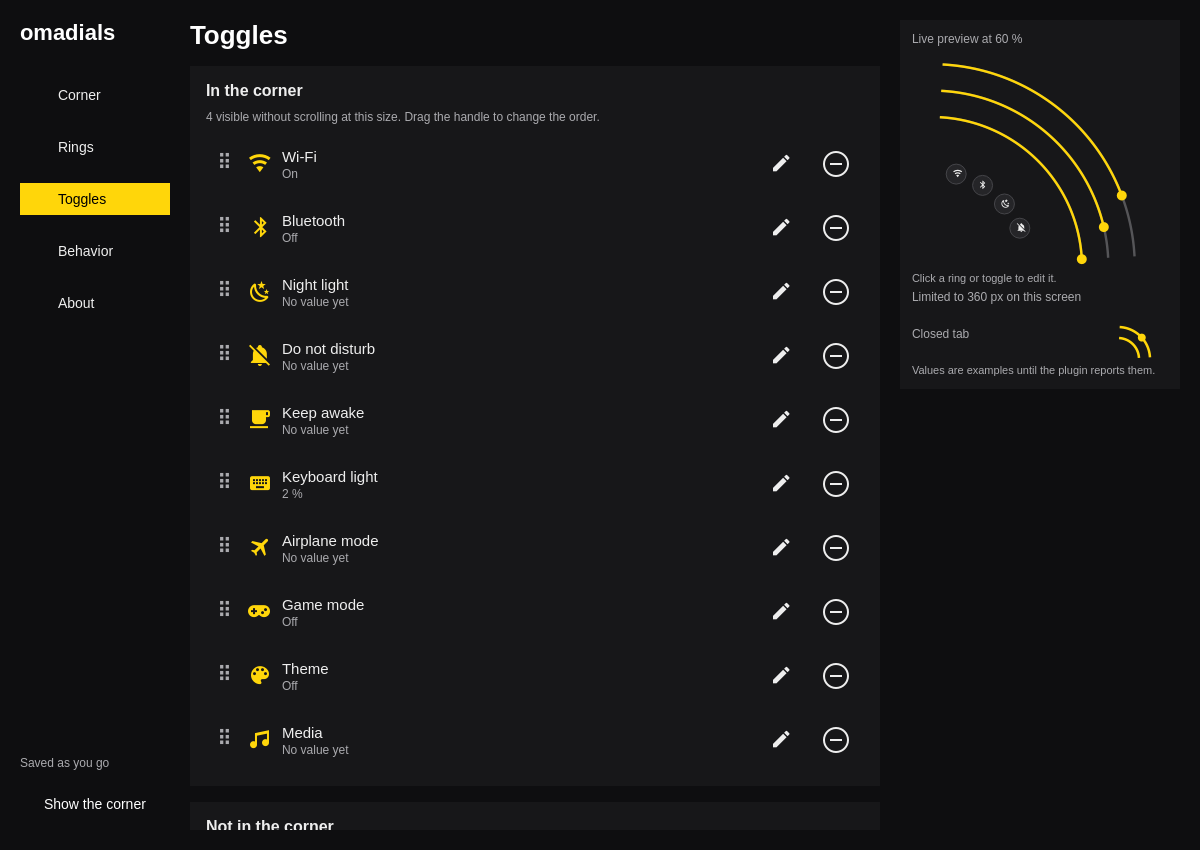 omadials
Corner
Rings
Toggles
Behavior
About
Saved as you go
Show the corner
Toggles
In the corner
4 visible without scrolling at this size. Drag the handle to change the order.
Wi-Fi
On
Bluetooth
Off
Night light
No value yet
Do not disturb
No value yet
Keep awake
No value yet
Keyboard light
2 %
Airplane mode
No value yet
Game mode
Off
Theme
Off
Media
No value yet
Not in the corner
Live preview at 60 %
Click a ring or toggle to edit it.
Limited to 360 px on this screen
Closed tab
Values are examples until the plugin reports them.